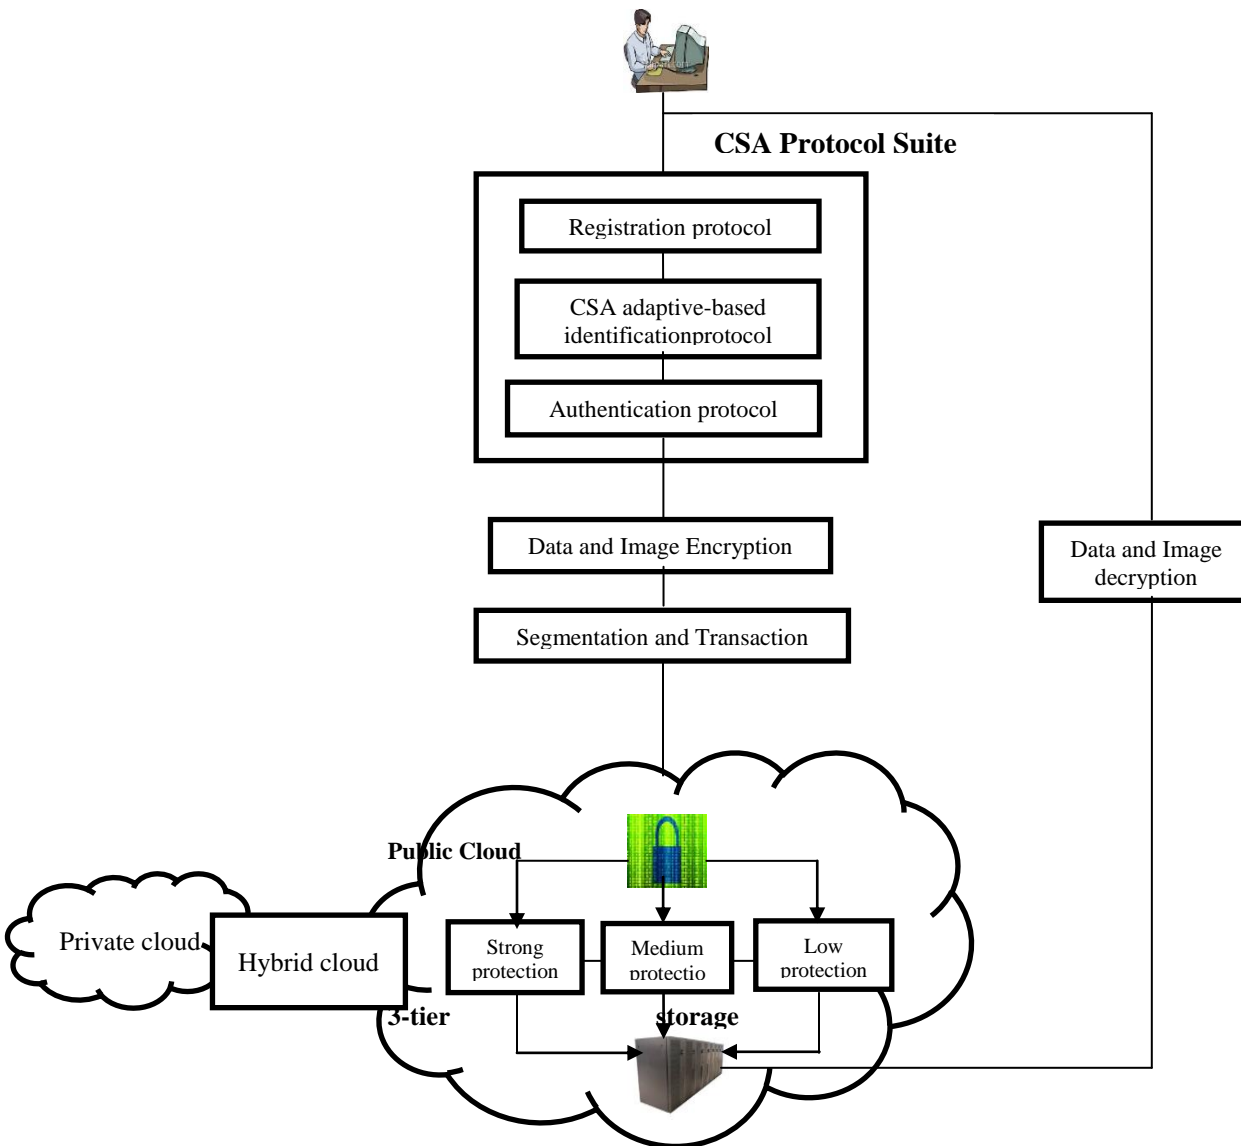 CSA Protocol Suite
Registration protocol
CSA adaptive-based
identificationprotocol
Authentication protocol
Data and Image Encryption
Data and Image
decryption
Segmentation and Transaction
Public Cloud
Private cloud
Hybrid cloud
Strong
protection
Medium
protectio
Low
protection
3-tier
storage